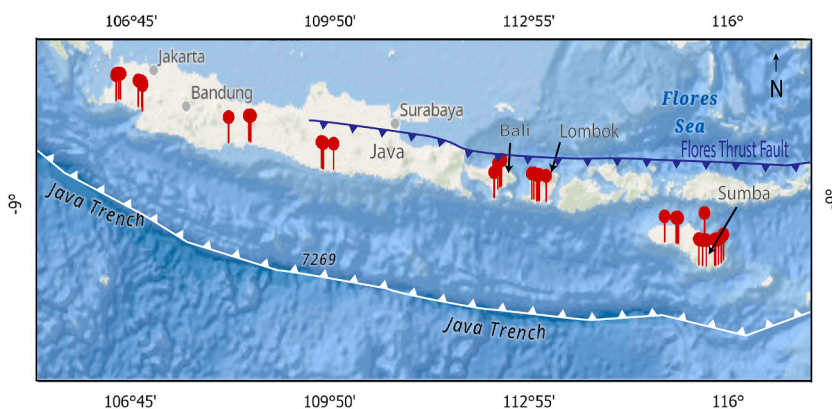 106°45' 109°50' 112°55' 116°
Jakarta
Bandung
Surabaya
Java
Bali
Lombok
Flores
Sea
N
Flores Thrust Fault
Sumba
-9°
-9°
Java Trench
7269
Java Trench
106°45' 109°50' 112°55' 116°